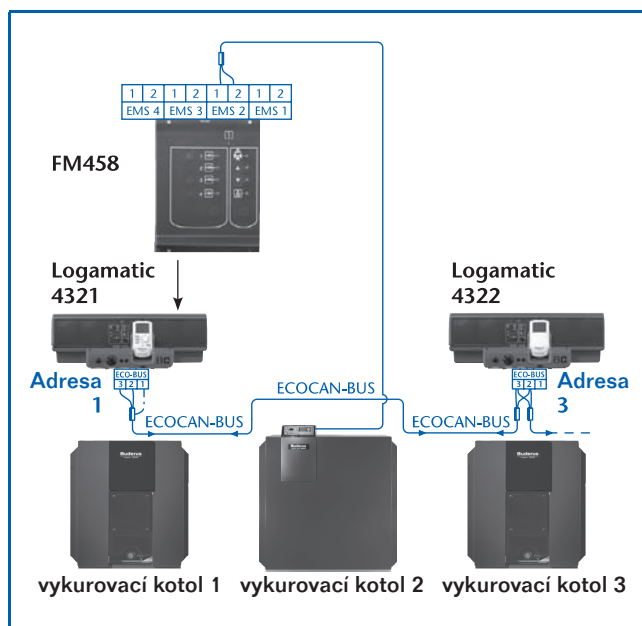 1 2 1 2 1 2 1 2
EMS 4 EMS 3 EMS 2 EMS 1
FM458
Logamatic
4321
Logamatic
4322
Adresa
1
ECO-BUS
3 2 1
ECOCAN-BUS
ECO-BUS
3 2 1
Adresa
3
ECOCAN-BUS
ECOCAN-BUS
Buderus
Buderus
Buderus
vykurovací kotol 1 vykurovací kotol 2 vykurovací kotol 3